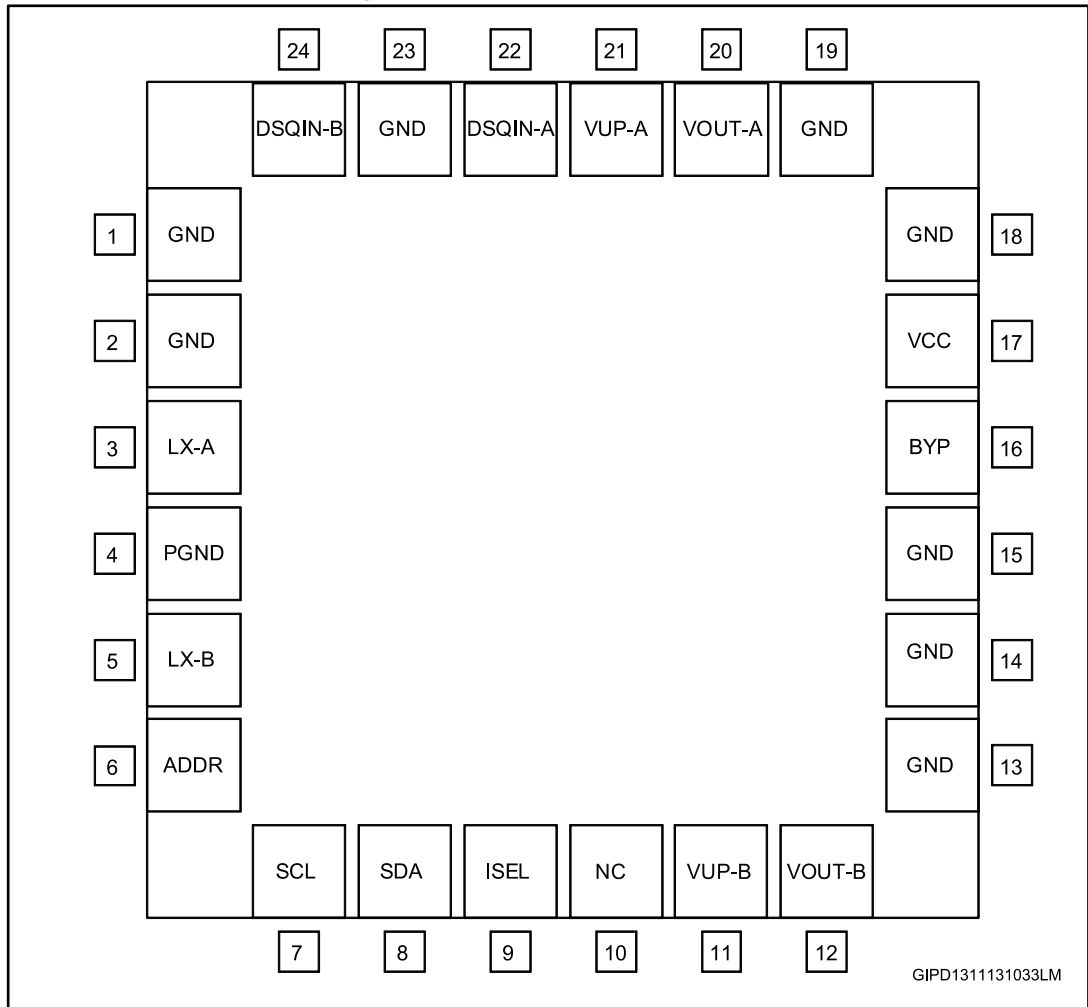 24 23 22 21 20 19
DSQIN-B GND DSQIN-A VUP-A VOUT-A GND
1 GND GND 18
2 GND VCC 17
3 LX-A BYP 16
4 PGND GND 15
5 LX-B GND 14
6 ADDR GND 13
SCL SDA ISEL NC VUP-B VOUT-B
7 8 9 10 11 12
GIPD1311131033LM